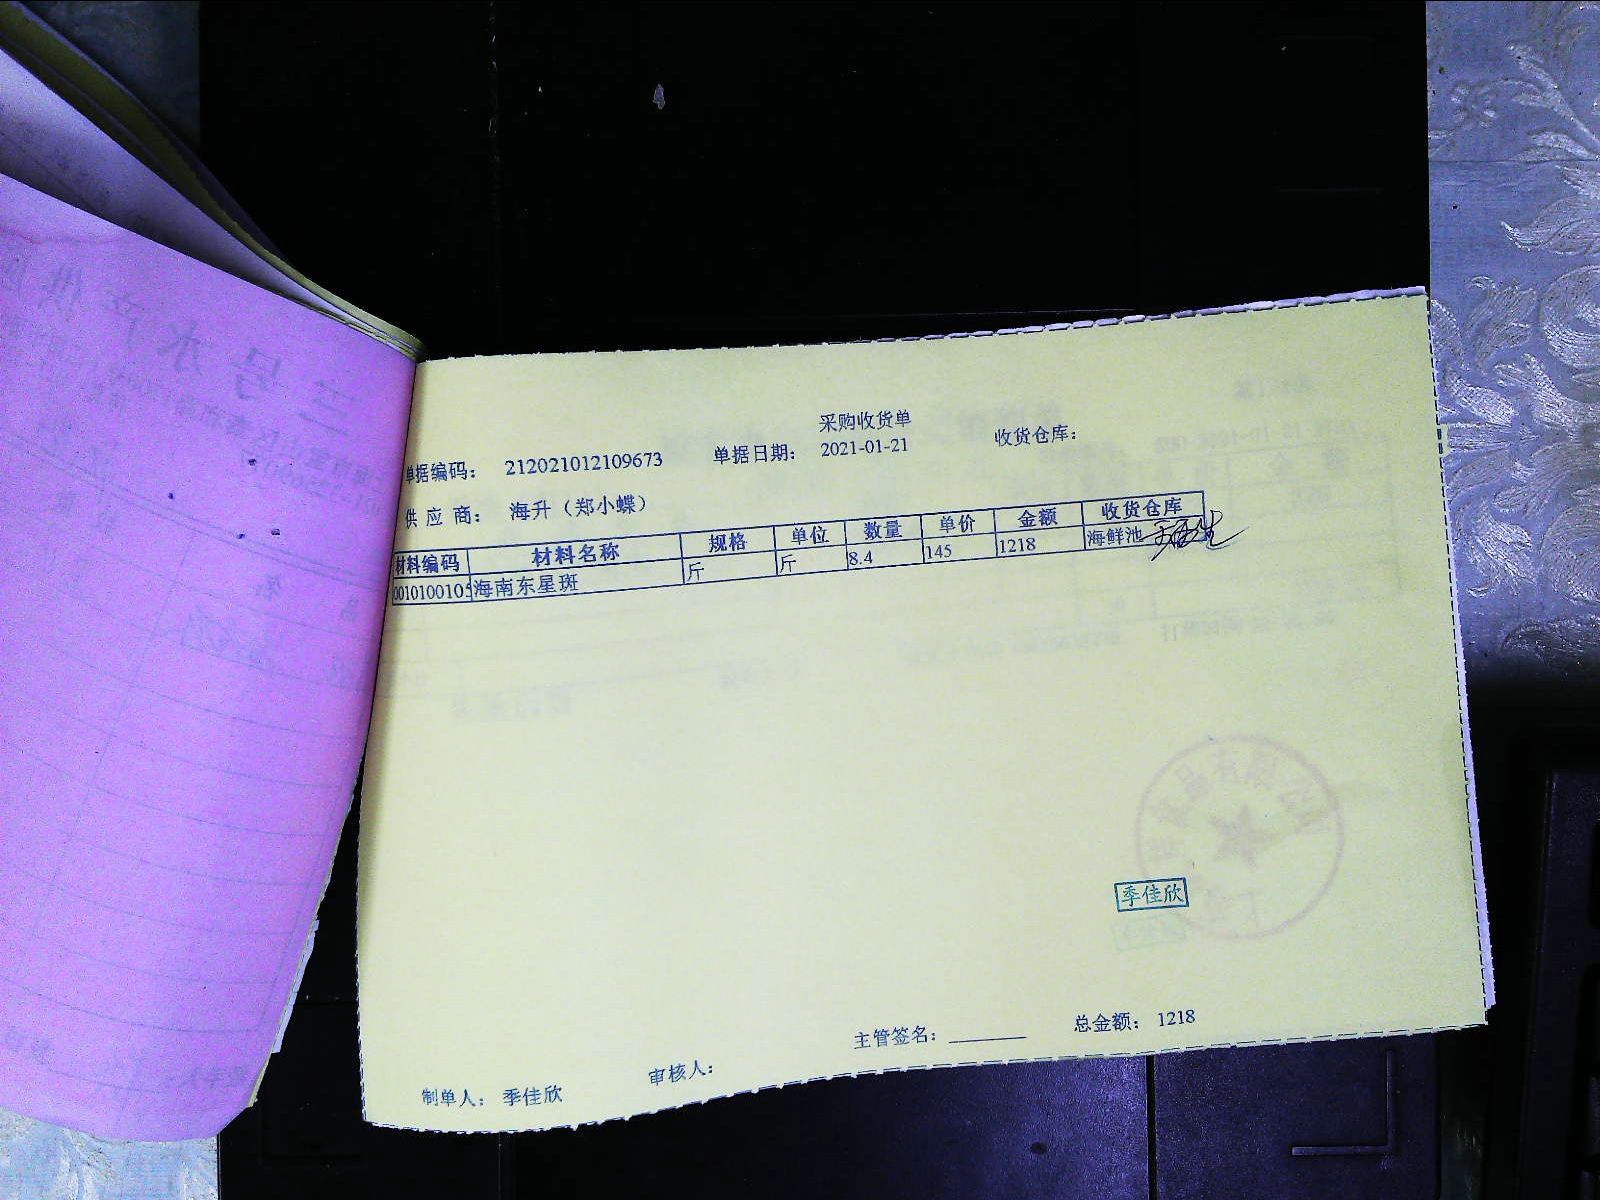 采购收货单
单据编码： 212021012109673 单据日期： 2021-01-21 收货仓库：
供 应 商： 海升（郑小蝶）
材料编码 材料名称 规格 单位 数量 单价 金额 收货仓库
0010100105 海南东星斑 斤 斤 8.4 145 1218 海鲜池
季佳欣
制单人： 季佳欣 审核人： 主管签名：________ 总金额： 1218